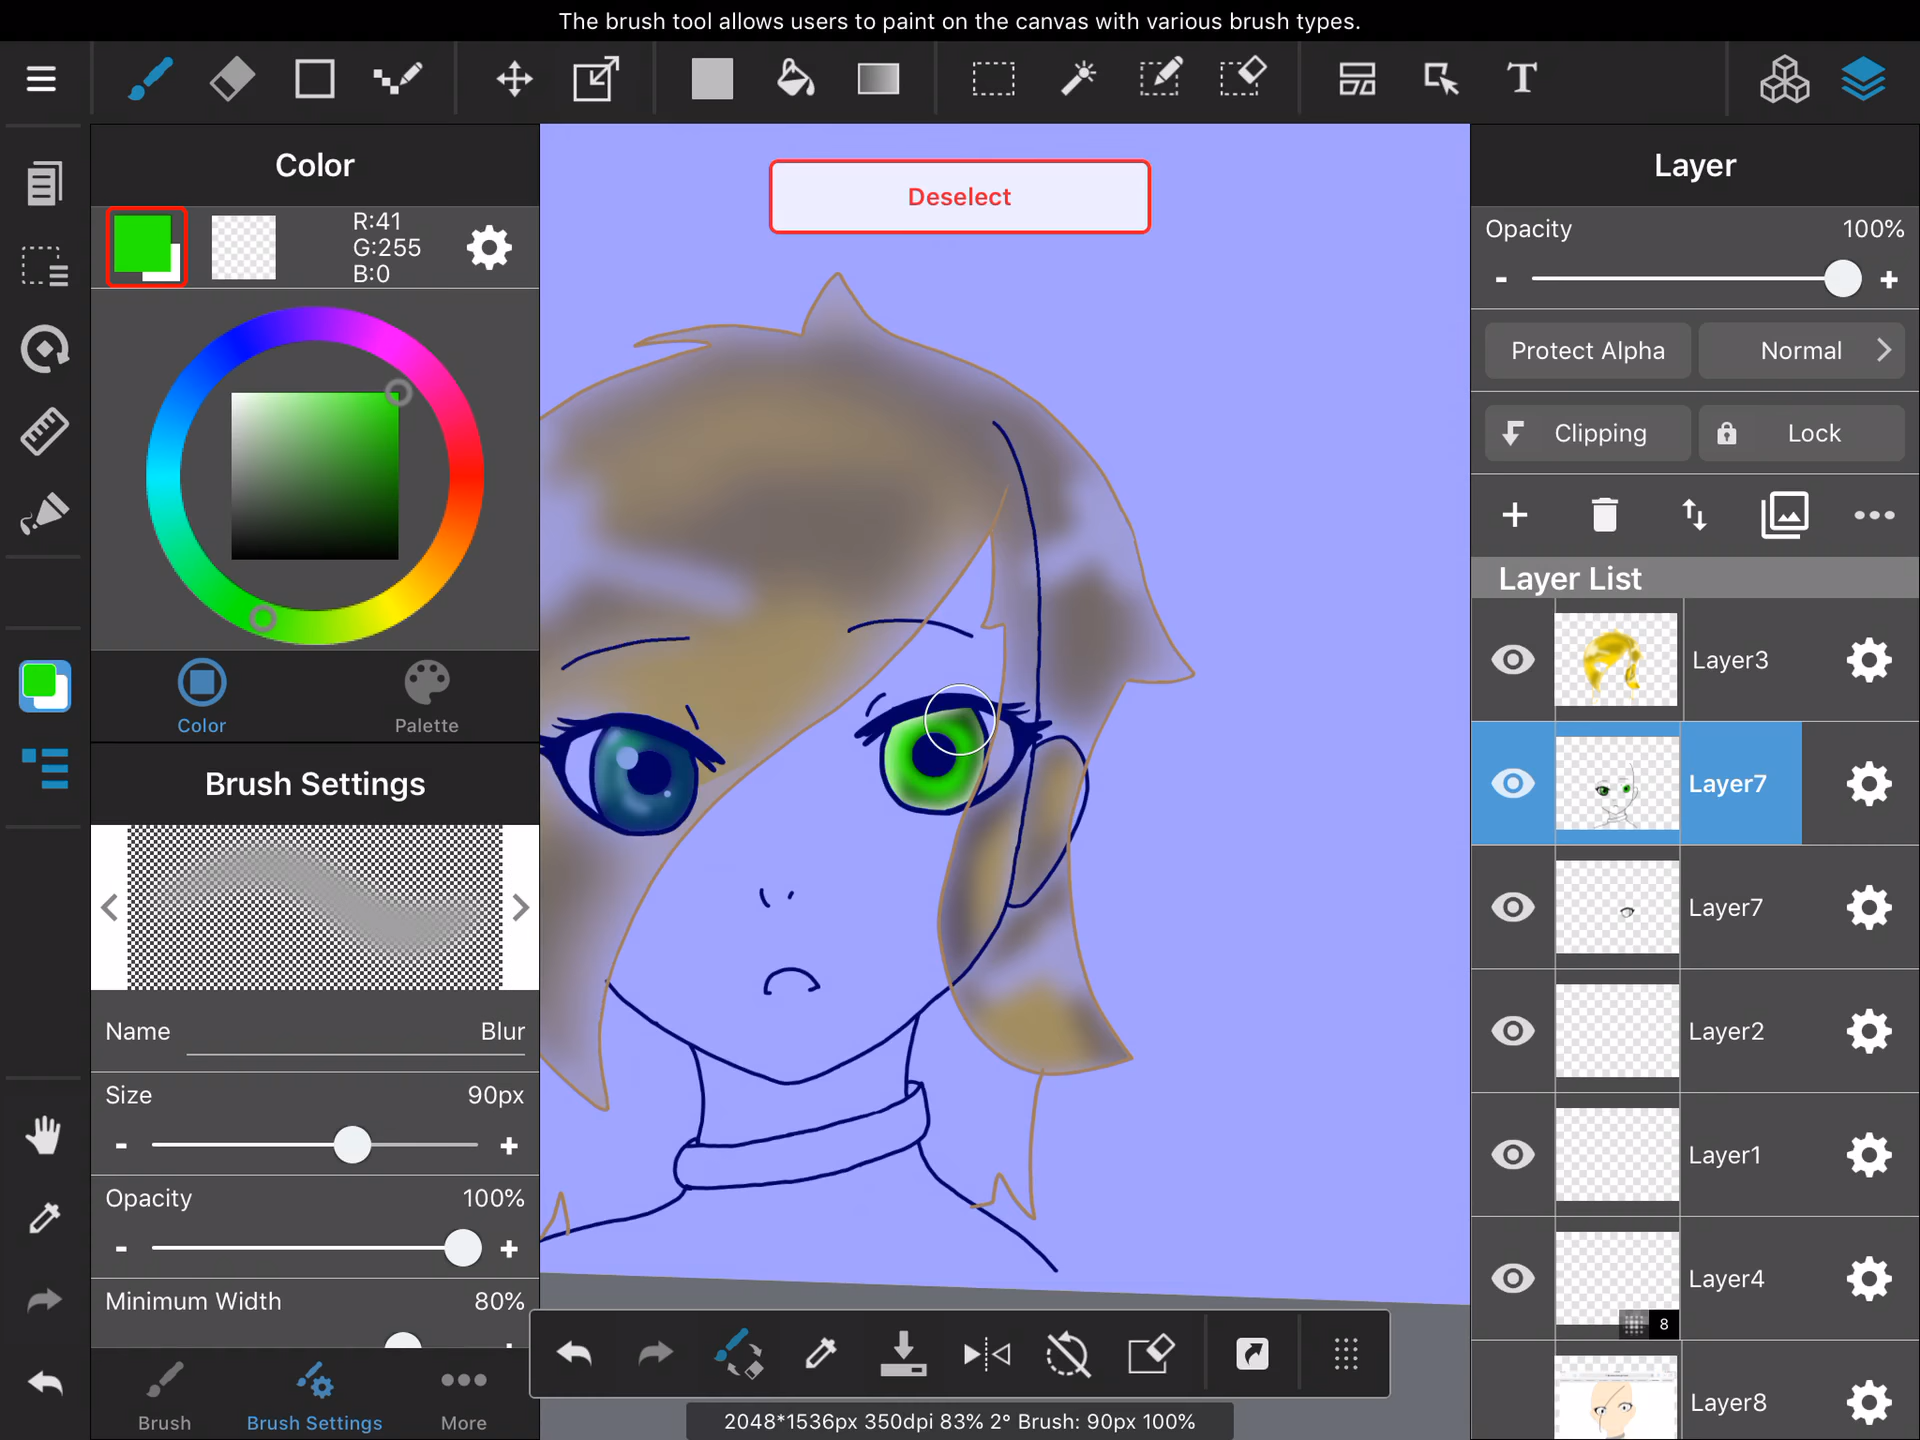 The brush tool allows users to paint on the canvas with various brush types.
T
Color
R:41
G:255
B:0
Color
Palette
Brush Settings
Name Blur
Size 90px
- +
Opacity 100%
- +
Minimum Width 80%
Brush
Brush Settings
More
Deselect
2048*1536px 350dpi 83% 2° Brush: 90px 100%
Layer
Opacity 100%
- +
Protect Alpha
Normal
Clipping
Lock
Layer List
Layer3
Layer7
Layer7
Layer2
Layer1
Layer4
8
Layer8